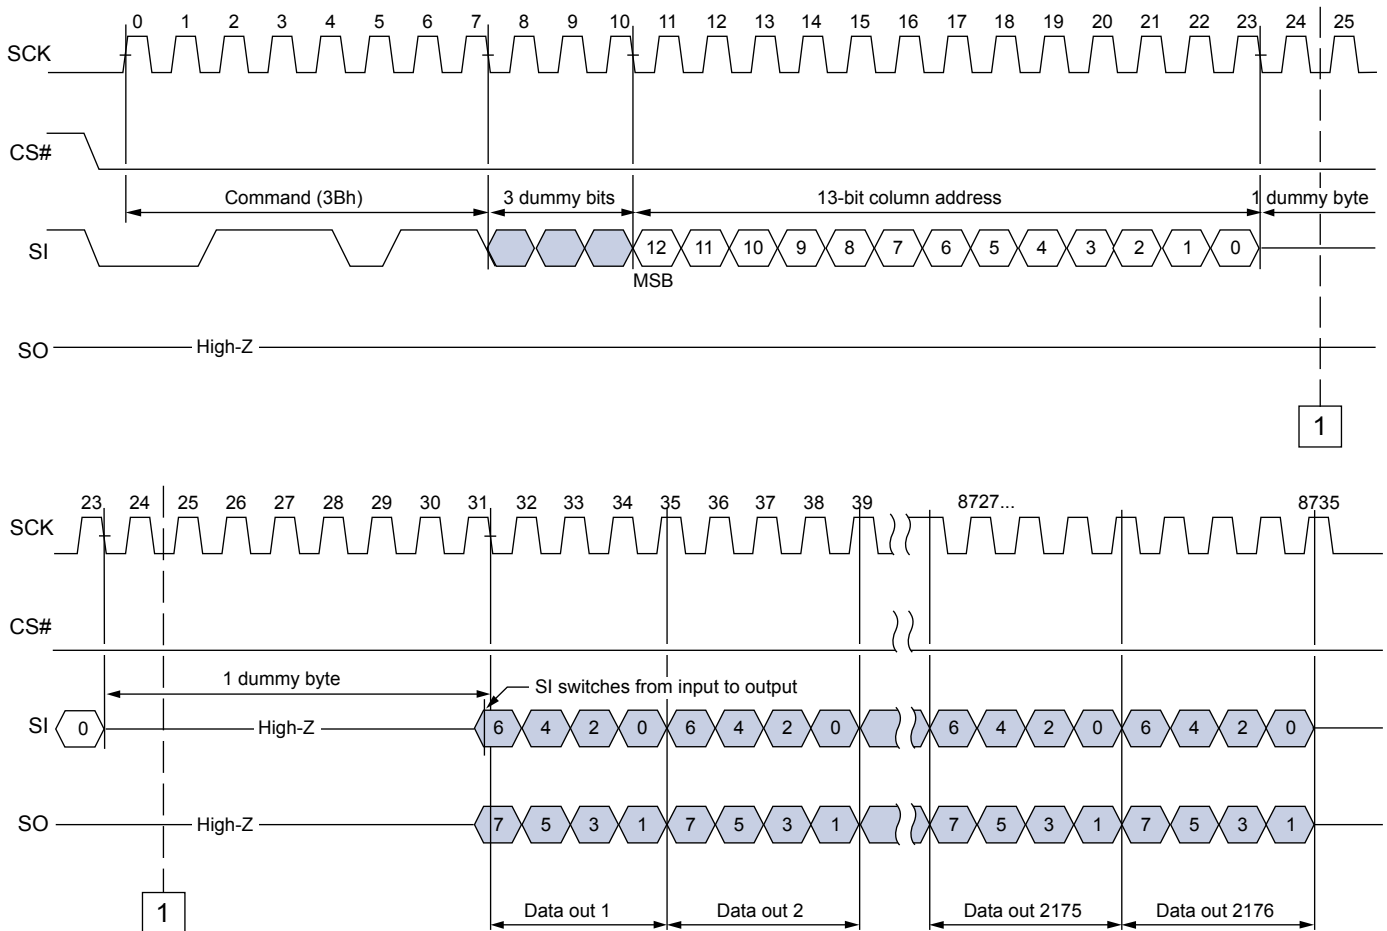 0 1 2 3 4 5 6 7 8 9 10 11 12 13 14 15 16 17 18 19 20 21 22 23 24 25
SCK
CS#
Command (3Bh) 3 dummy bits 13-bit column address 1 dummy byte
SI 12 11 10 9 8 7 6 5 4 3 2 1 0
MSB
SO High-Z
1
23 24 25 26 27 28 29 30 31 32 33 34 35 36 37 38 39 8727... 8735
SCK
CS#
1 dummy byte SI switches from input to output
SI 0 High-Z 6 4 2 0 6 4 2 0 6 4 2 0 6 4 2 0
SO High-Z 7 5 3 1 7 5 3 1 7 5 3 1 7 5 3 1
1 Data out 1 Data out 2 Data out 2175 Data out 2176